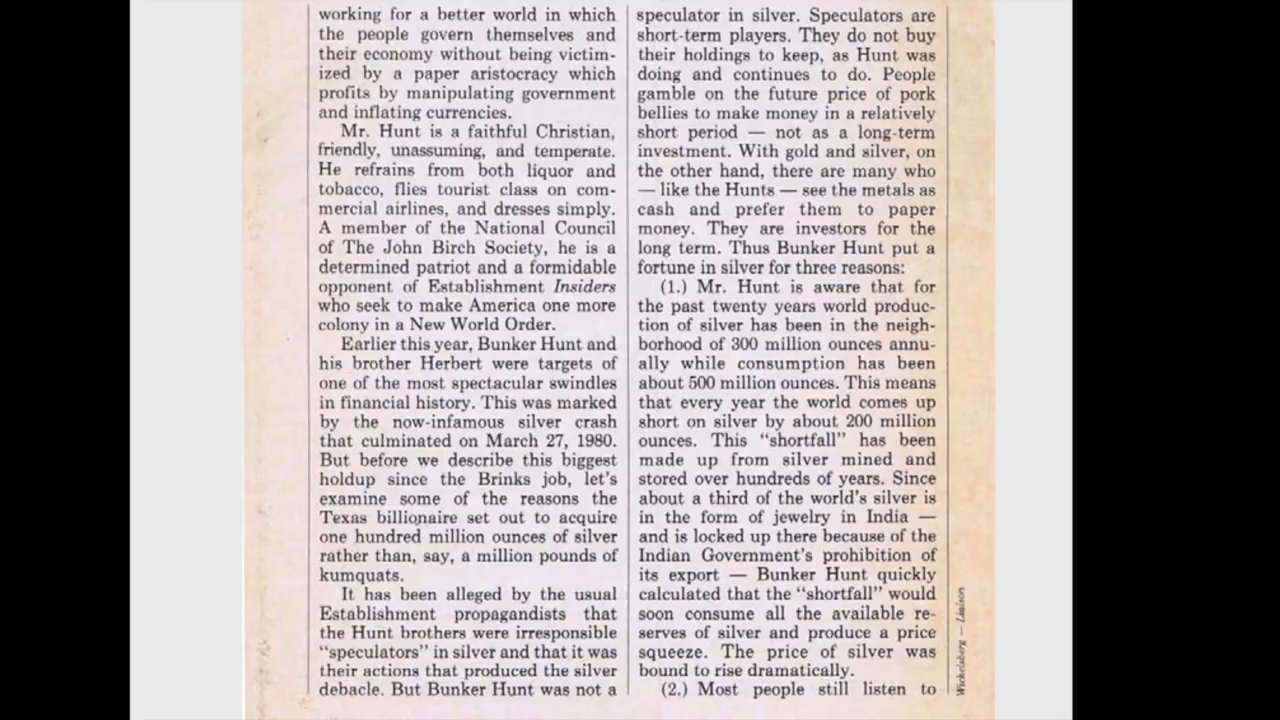 working for a better world in which
the people govern themselves and
their economy without being victim-
ized by a paper aristocracy which
profits by manipulating government
and inflating currencies.
Mr. Hunt is a faithful Christian,
friendly, unassuming, and temperate.
He refrains from both liquor and
tobacco, flies tourist class on com-
mercial airlines, and dresses simply.
A member of the National Council
of The John Birch Society, he is a
determined patriot and a formidable
opponent of Establishment Insiders
who seek to make America one more
colony in a New World Order.
Earlier this year, Bunker Hunt and
his brother Herbert were targets of
one of the most spectacular swindles
in financial history. This was marked
by the now-infamous silver crash
that culminated on March 27, 1980.
But before we describe this biggest
holdup since the Brinks job, let's
examine some of the reasons the
Texas billionaire set out to acquire
one hundred million ounces of silver
rather than, say, a million pounds of
kumquats.
It has been alleged by the usual
Establishment propagandists that
the Hunt brothers were irresponsible
"speculators" in silver and that it was
their actions that produced the silver
debacle. But Bunker Hunt was not a
speculator in silver. Speculators are
short-term players. They do not buy
their holdings to keep, as Hunt was
doing and continues to do. People
gamble on the future price of pork
bellies to make money in a relatively
short period — not as a long-term
investment. With gold and silver, on
the other hand, there are many who
— like the Hunts — see the metals as
cash and prefer them to paper
money. They are investors for the
long term. Thus Bunker Hunt put a
fortune in silver for three reasons:
(1.) Mr. Hunt is aware that for
the past twenty years world produc-
tion of silver has been in the neigh-
borhood of 300 million ounces annu-
ally while consumption has been
about 500 million ounces. This means
that every year the world comes up
short on silver by about 200 million
ounces. This "shortfall" has been
made up from silver mined and
stored over hundreds of years. Since
about a third of the world's silver is
in the form of jewelry in India —
and is locked up there because of the
Indian Government's prohibition of
its export — Bunker Hunt quickly
calculated that the "shortfall" would
soon consume all the available re-
serves of silver and produce a price
squeeze. The price of silver was
bound to rise dramatically.
(2.) Most people still listen to
Wickelsberg — Liaison